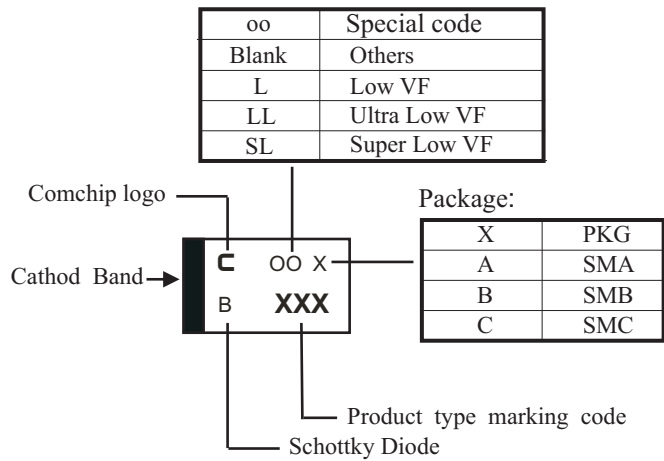 oo Special code
Blank Others
L Low VF
LL Ultra Low VF
SL Super Low VF
Comchip logo
Package:
X PKG
A SMA
B SMB
C SMC
Cathod Band
C OO X
B XXX
Product type marking code
Schottky Diode